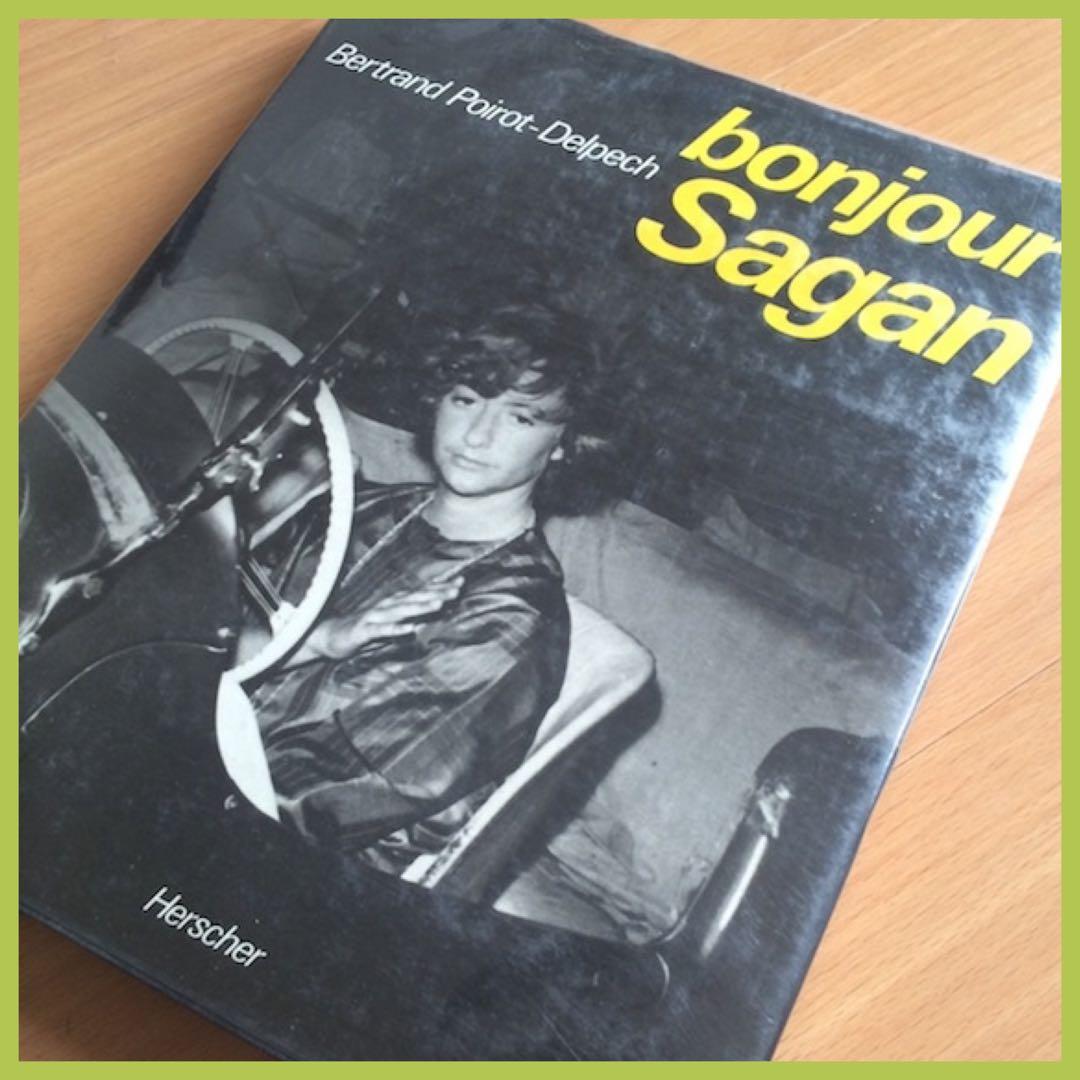 Bertrand Poirot-Delpech
bonjour
Sagan
Herscher